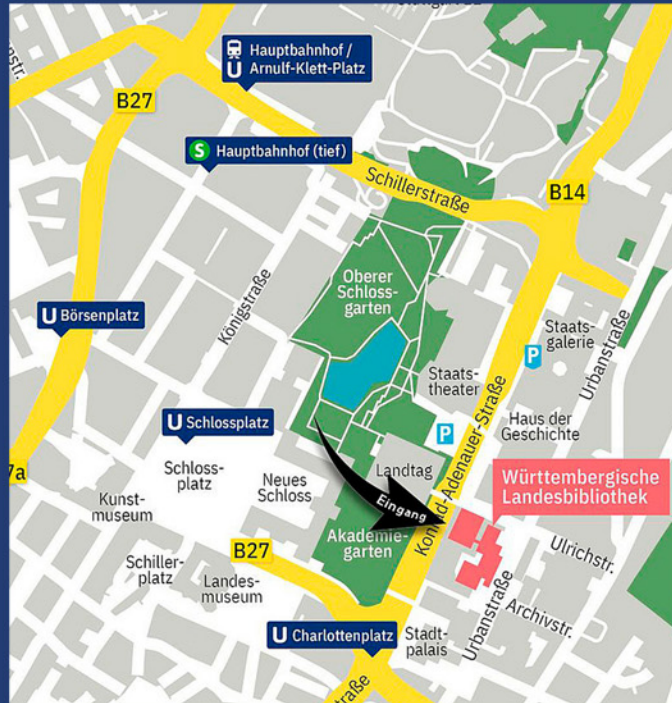 Hauptbahnhof /
U Arnulf-Klett-Platz
B27
S Hauptbahnhof (tief)
Schillerstraße
B14
Oberer
Schloss-
garten
Königstraße
U Börsenplatz
Staats-
galerie
P
Urbanstraße
Staats-
theater
U Schlossplatz
P
Haus der
Geschichte
Konrad-Adenauer-Straße
Schloss-
platz
Neues
Schloss
Landtag
Württembergische
Landesbibliothek
7a
Kunst-
museum
Eingang
Akademie-
garten
Ulrichstr.
Schiller-
platz
B27
Landes-
museum
Urbanstraße
Archivstr.
U Charlottenplatz
Stadt-
palais
straße